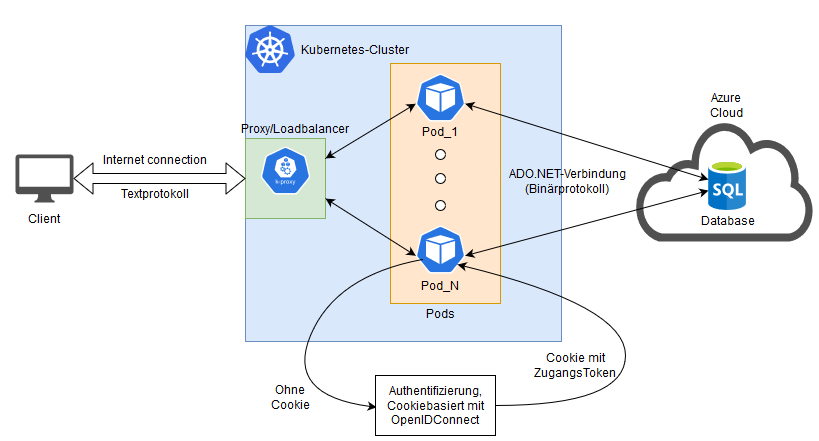 Kubernetes-Cluster
Azure
Cloud
Proxy/Loadbalancer
Pod_1
Internet connection
k-proxy
ADO.NET-Verbindung
(Binärprotokoll)
SQL
Textprotokoll
Client
Database
Pod_N
Pods
Cookie mit
ZugangsToken
Ohne
Cookie
Authentifizierung,
Cookiebasiert mit
OpenIDConnect